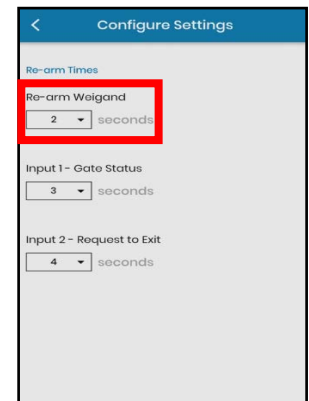 Configure Settings
Re-arm Times
Re-arm Weigand
2 seconds
Input 1 - Gate Status
3 seconds
Input 2 - Request to Exit
4 seconds